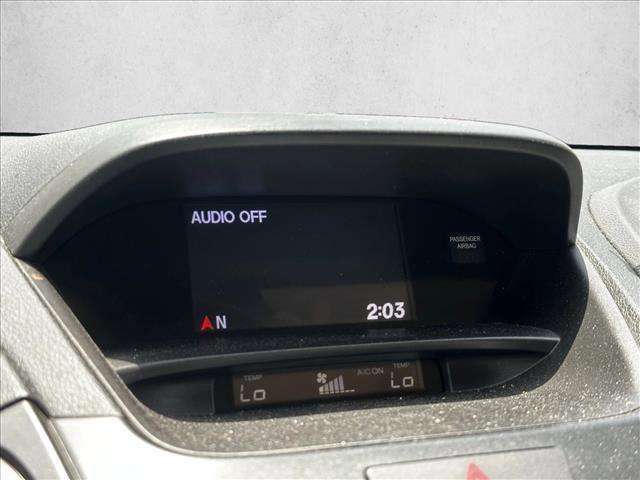 AUDIO OFF
PASSENGER
AIRBAG
N
2:03
TEMP
Lo
A/C ON
TEMP
Lo